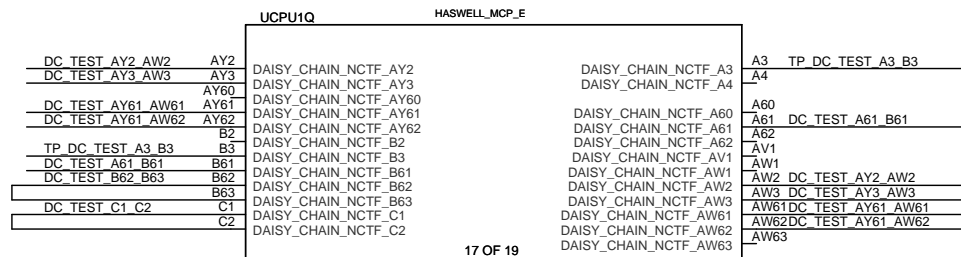 UCPU1Q HASWELL_MCP_E
DC_TEST_AY2_AW2 AY2 DAISY_CHAIN_NCTF_AY2 DAISY_CHAIN_NCTF_A3 A3 TP_DC_TEST_A3_B3
DC_TEST_AY3_AW3 AY3 DAISY_CHAIN_NCTF_AY3 DAISY_CHAIN_NCTF_A4 A4
AY60 DAISY_CHAIN_NCTF_AY60
DC_TEST_AY61_AW61 AY61 DAISY_CHAIN_NCTF_AY61 DAISY_CHAIN_NCTF_A60 A60
DC_TEST_AY61_AW62 AY62 DAISY_CHAIN_NCTF_AY62 DAISY_CHAIN_NCTF_A61 A61 DC_TEST_A61_B61
B2 DAISY_CHAIN_NCTF_B2 DAISY_CHAIN_NCTF_A62 A62
TP_DC_TEST_A3_B3 B3 DAISY_CHAIN_NCTF_B3 DAISY_CHAIN_NCTF_AV1 AV1
DC_TEST_A61_B61 B61 DAISY_CHAIN_NCTF_B61 DAISY_CHAIN_NCTF_AW1 AW1
DC_TEST_B62_B63 B62 DAISY_CHAIN_NCTF_B62 DAISY_CHAIN_NCTF_AW2 AW2 DC_TEST_AY2_AW2
B63 DAISY_CHAIN_NCTF_B63 DAISY_CHAIN_NCTF_AW3 AW3 DC_TEST_AY3_AW3
DC_TEST_C1_C2 C1 DAISY_CHAIN_NCTF_C1 DAISY_CHAIN_NCTF_AW61 AW61 DC_TEST_AY61_AW61
C2 DAISY_CHAIN_NCTF_C2 DAISY_CHAIN_NCTF_AW62 AW62 DC_TEST_AY61_AW62
DAISY_CHAIN_NCTF_AW63 AW63
17 OF 19